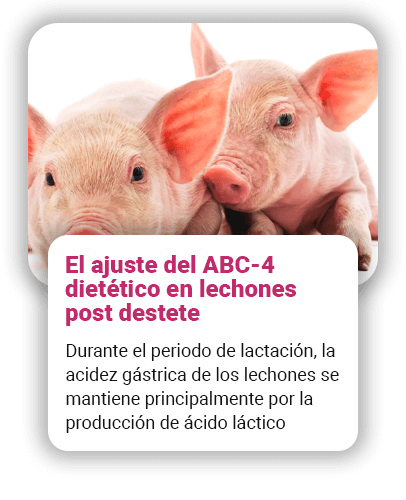 El ajuste del ABC-4
dietético en lechones
post destete
Durante el periodo de lactación, la
acidez gástrica de los lechones se
mantiene principalmente por la
producción de ácido láctico